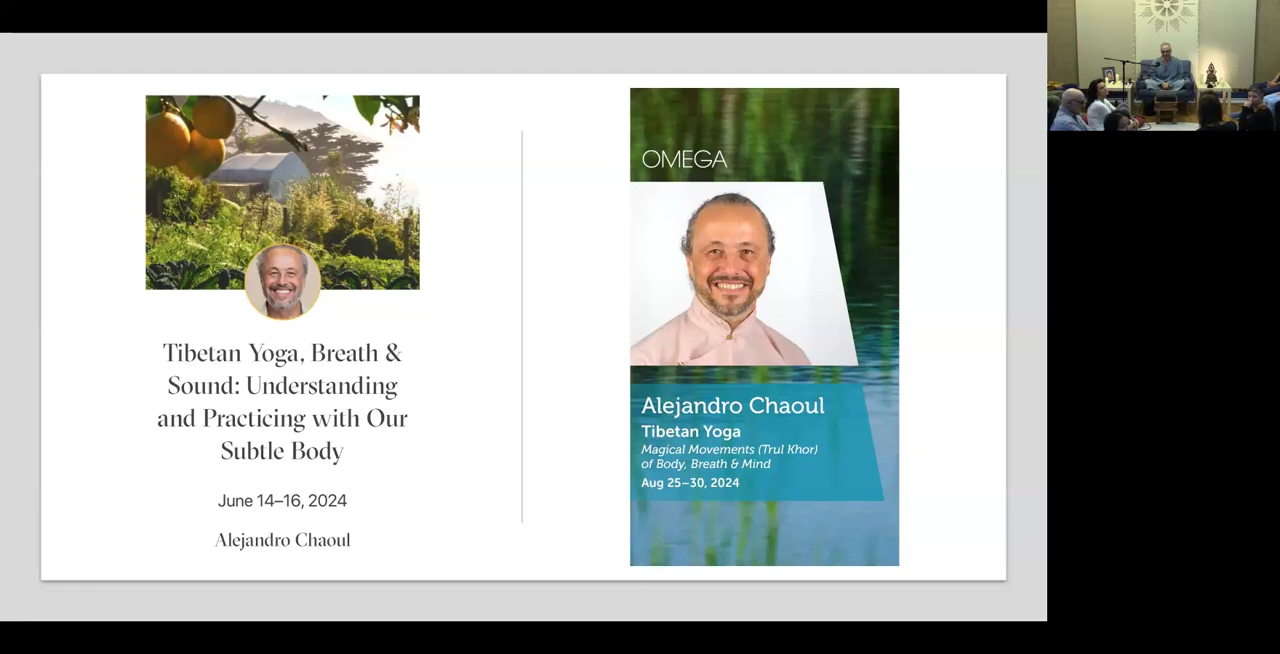 Tibetan Yoga, Breath &
Sound: Understanding
and Practicing with Our
Subtle Body
June 14–16, 2024
Alejandro Chaoul
OMEGA
Alejandro Chaoul
Tibetan Yoga
Magical Movements (Trul Khor)
of Body, Breath & Mind
Aug 25–30, 2024